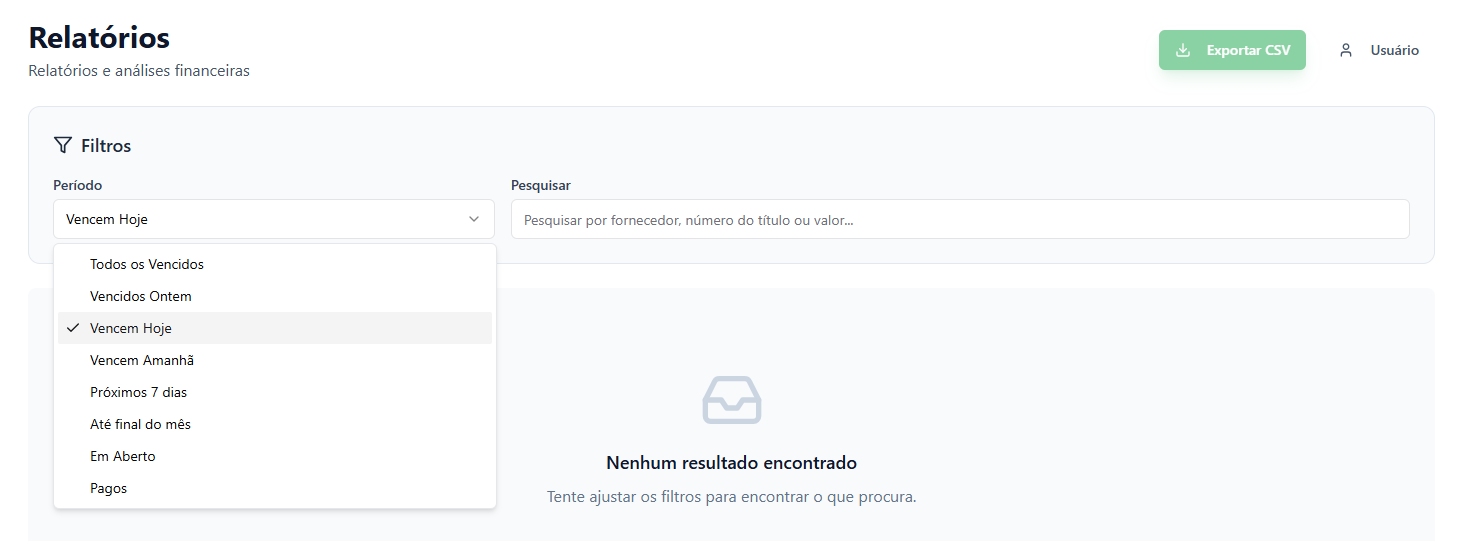 Relatórios
Relatórios e análises financeiras
Exportar CSV
Usuário
Filtros
Período
Pesquisar
Vencem Hoje
Pesquisar por fornecedor, número do título ou valor...
Todos os Vencidos
Vencidos Ontem
Vencem Hoje
Vencem Amanhã
Próximos 7 dias
Até final do mês
Em Aberto
Pagos
Nenhum resultado encontrado
Tente ajustar os filtros para encontrar o que procura.